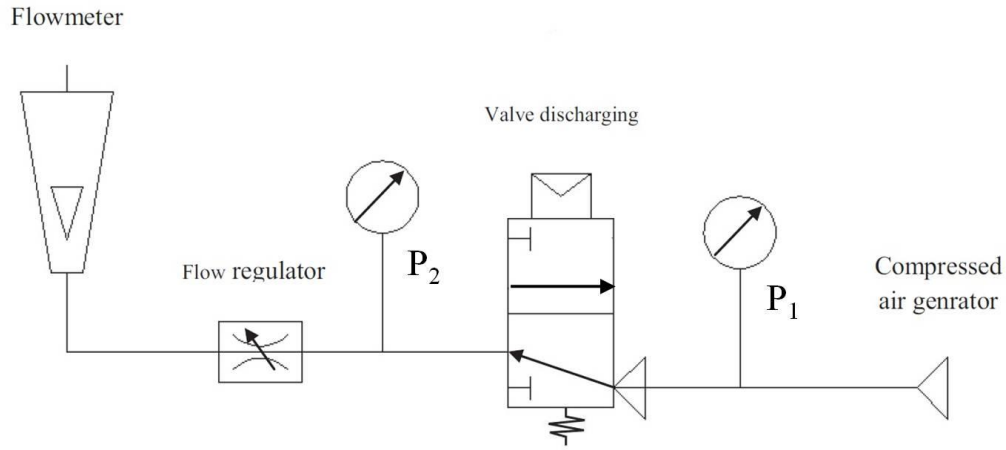 Flowmeter
Valve discharging
Flow regulator
P2
P1
Compressed
air genrator